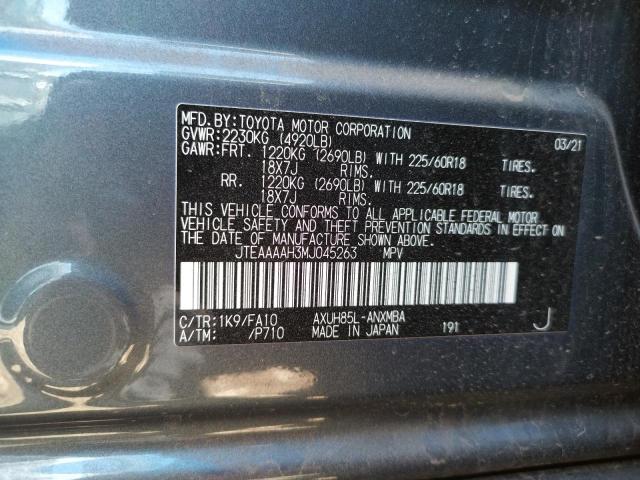 MFD.BY:TOYOTA MOTOR CORPORATION 03/21
GVWR:2230KG (4920LB)
GAWR:FRT. 1220KG (2690LB) WITH 225/60R18 TIRES.
18X7J RIMS.
RR. 1220KG (2690LB) WITH 225/60R18 TIRES.
18X7J RIMS.
THIS VEHICLE CONFORMS TO ALL APPLICABLE FEDERAL MOTOR
VEHICLE SAFETY AND THEFT PREVENTION STANDARDS IN EFFECT ON
THE DATE OF MANUFACTURE SHOWN ABOVE.
JTEAAAAH3MJ045263 MPV
C/TR:1K9/FA10 AXUH85L-ANXMBA
A/TM: /P710 MADE IN JAPAN 191 J